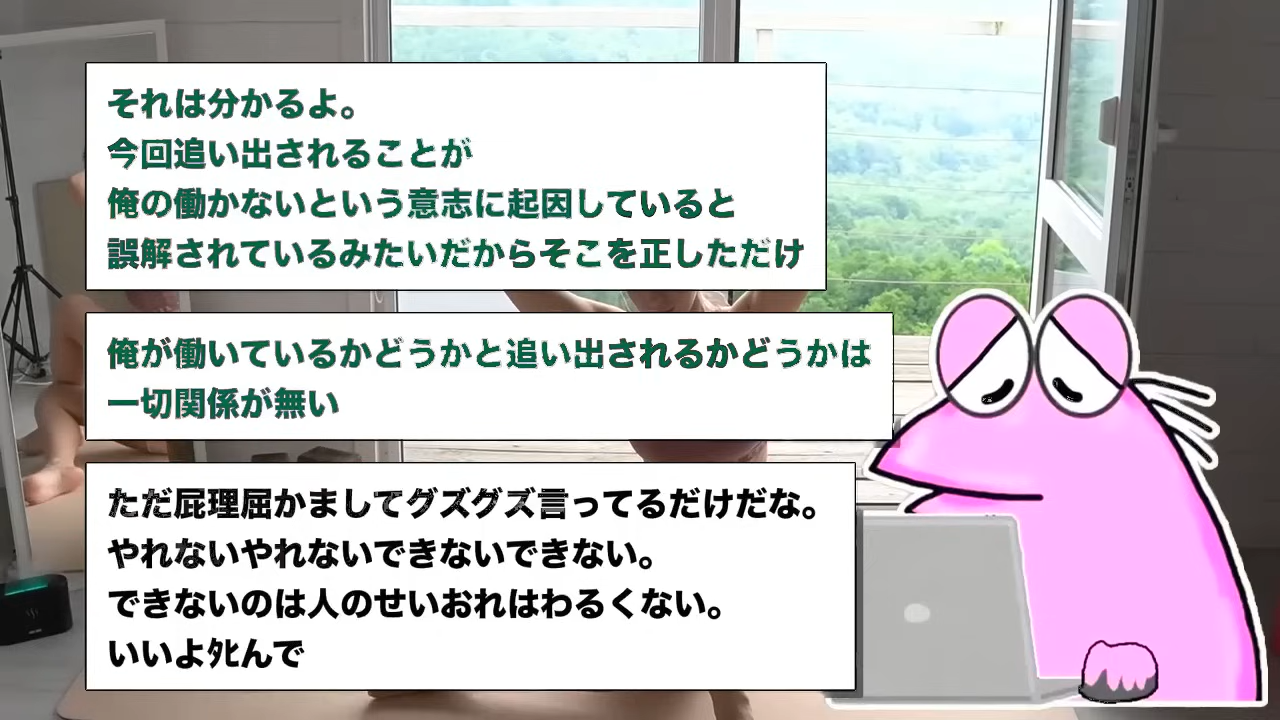 それは分かるよ。
今回追い出されることが
俺の働かないという意志に起因していると
誤解されているみたいだからそこを正しただけ
俺が働いているかどうかと追い出されるかどうかは
一切関係が無い
ただ屁理屈かましてグズグズ言ってるだけだな。
やれないやれないできないできない。
できないのは人のせいおれはわるくない。
いいよﾀﾋんで